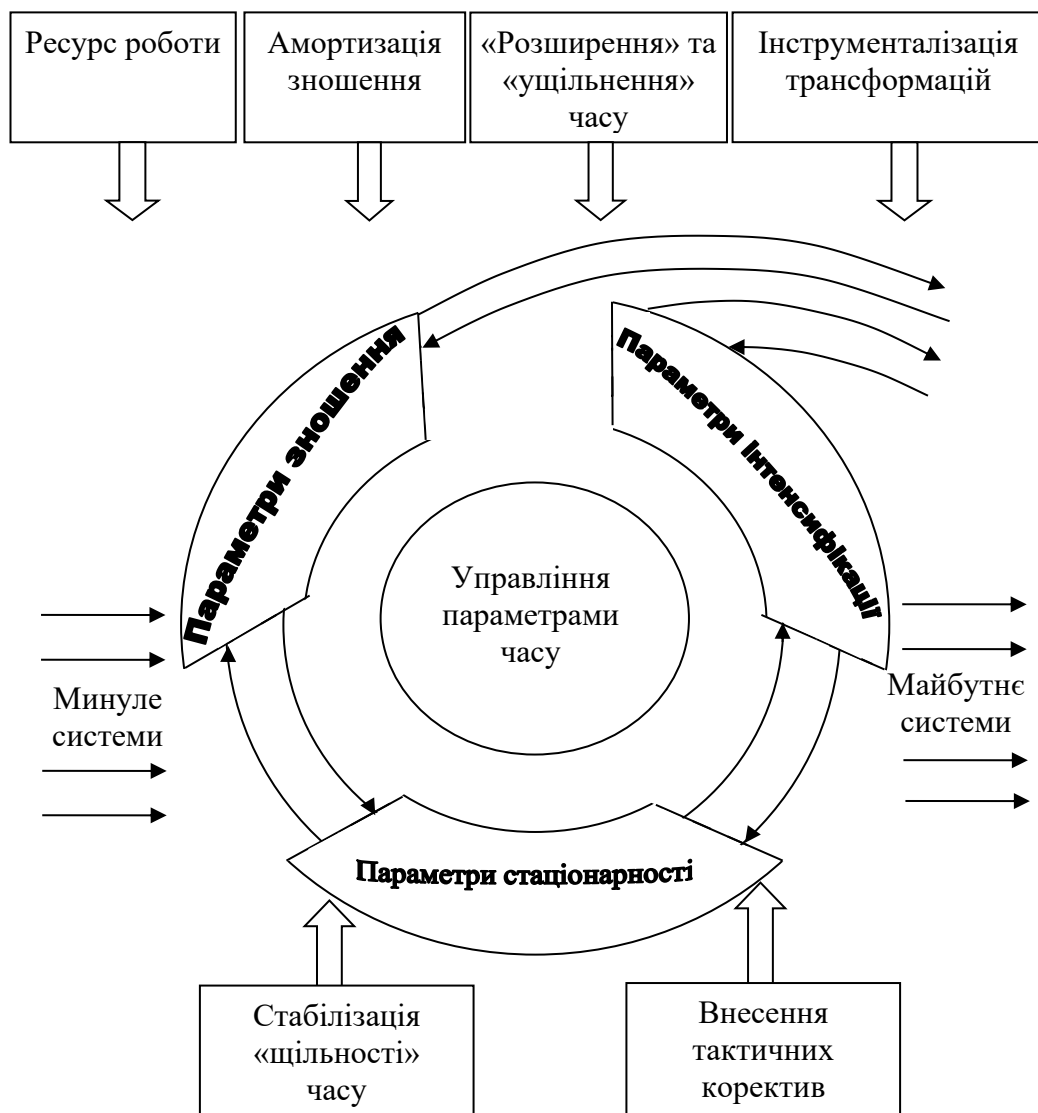 Ресурс роботи
Амортизація
зношення
«Розширення» та
«ущільнення»
часу
Інструменталізація
трансформацій
Параметри зношення
Параметри інтенсифікації
Управління
параметрами
часу
Минуле
системи
Майбутнє
системи
Параметри стаціонарності
Стабілізація
«щільності»
часу
Внесення
тактичних
коректив